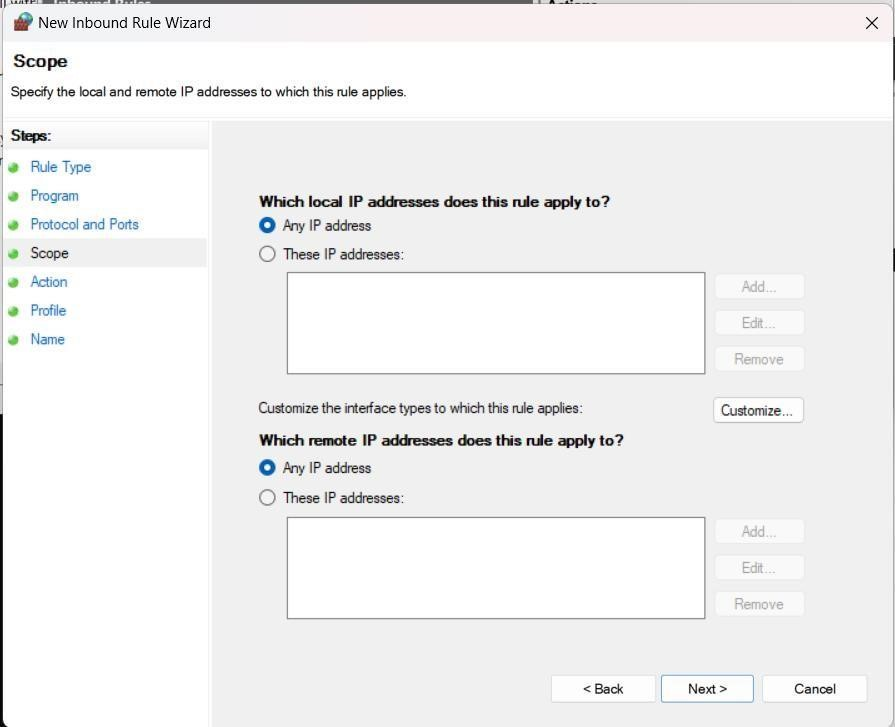 Inbound Rules
Actions
New Inbound Rule Wizard
Scope
Specify the local and remote IP addresses to which this rule applies.
Steps:
Rule Type
Program
Protocol and Ports
Scope
Action
Profile
Name
Which local IP addresses does this rule apply to?
Any IP address
These IP addresses:
Add...
Edit...
Remove
Customize the interface types to which this rule applies:
Customize...
Which remote IP addresses does this rule apply to?
Any IP address
These IP addresses:
Add...
Edit...
Remove
< Back
Next >
Cancel